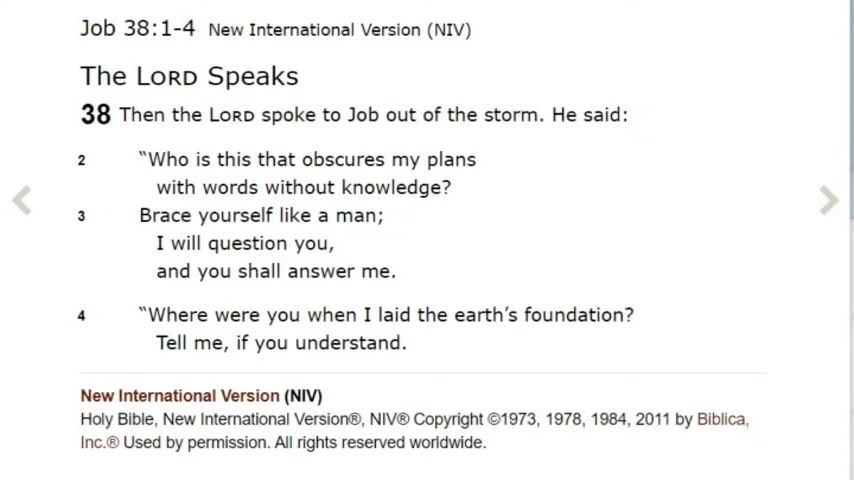 Job 38:1-4 New International Version (NIV)
The LORD Speaks
38 Then the LORD spoke to Job out of the storm. He said:
2 “Who is this that obscures my plans
with words without knowledge?
3 Brace yourself like a man;
I will question you,
and you shall answer me.
4 “Where were you when I laid the earth’s foundation?
Tell me, if you understand.
New International Version (NIV)
Holy Bible, New International Version®, NIV® Copyright ©1973, 1978, 1984, 2011 by Biblica,
Inc.® Used by permission. All rights reserved worldwide.